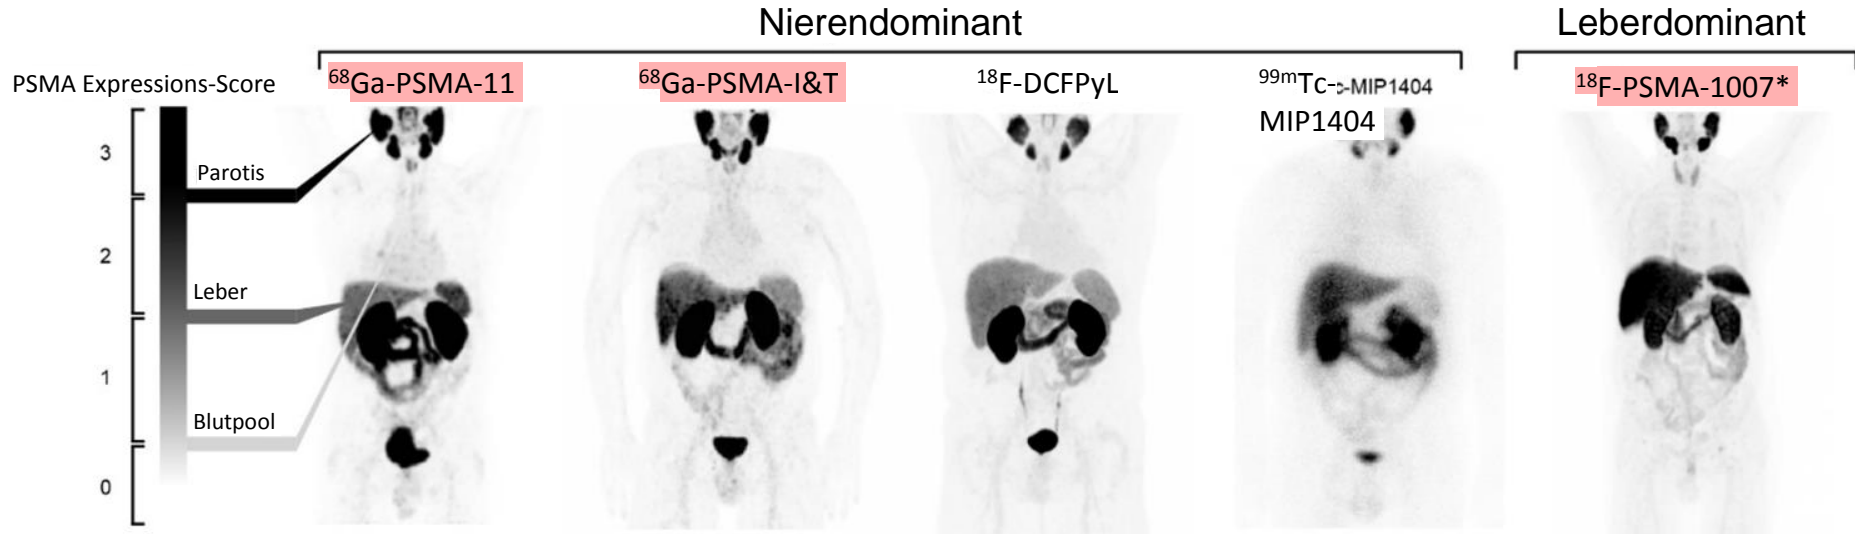 Nierendominant
Leberdominant
PSMA Expressions-Score
⁶⁸Ga-PSMA-11
⁶⁸Ga-PSMA-I&T
¹⁸F-DCFPyL
⁹⁹ᵐTc-c-MIP1404
MIP1404
¹⁸F-PSMA-1007*
3
Parotis
2
Leber
1
Blutpool
0